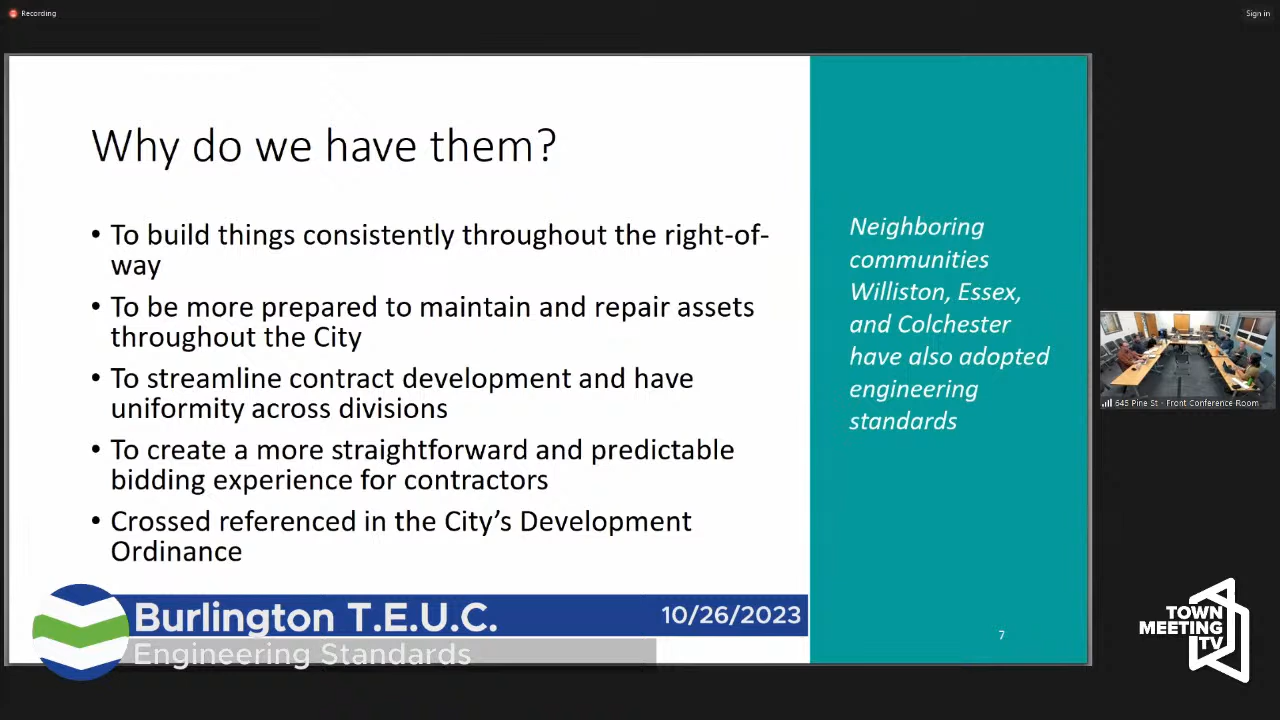 Recording
Sign in
Why do we have them?
• To build things consistently throughout the right-of-
way
• To be more prepared to maintain and repair assets
throughout the City
• To streamline contract development and have
uniformity across divisions
• To create a more straightforward and predictable
bidding experience for contractors
• Crossed referenced in the City's Development
Ordinance
Neighboring
communities
Williston, Essex,
and Colchester
have also adopted
engineering
standards
645 Pine St - Front Conference Room
Burlington T.E.U.C.
10/26/2023
Engineering Standards
7
TOWN
MEETING
TV